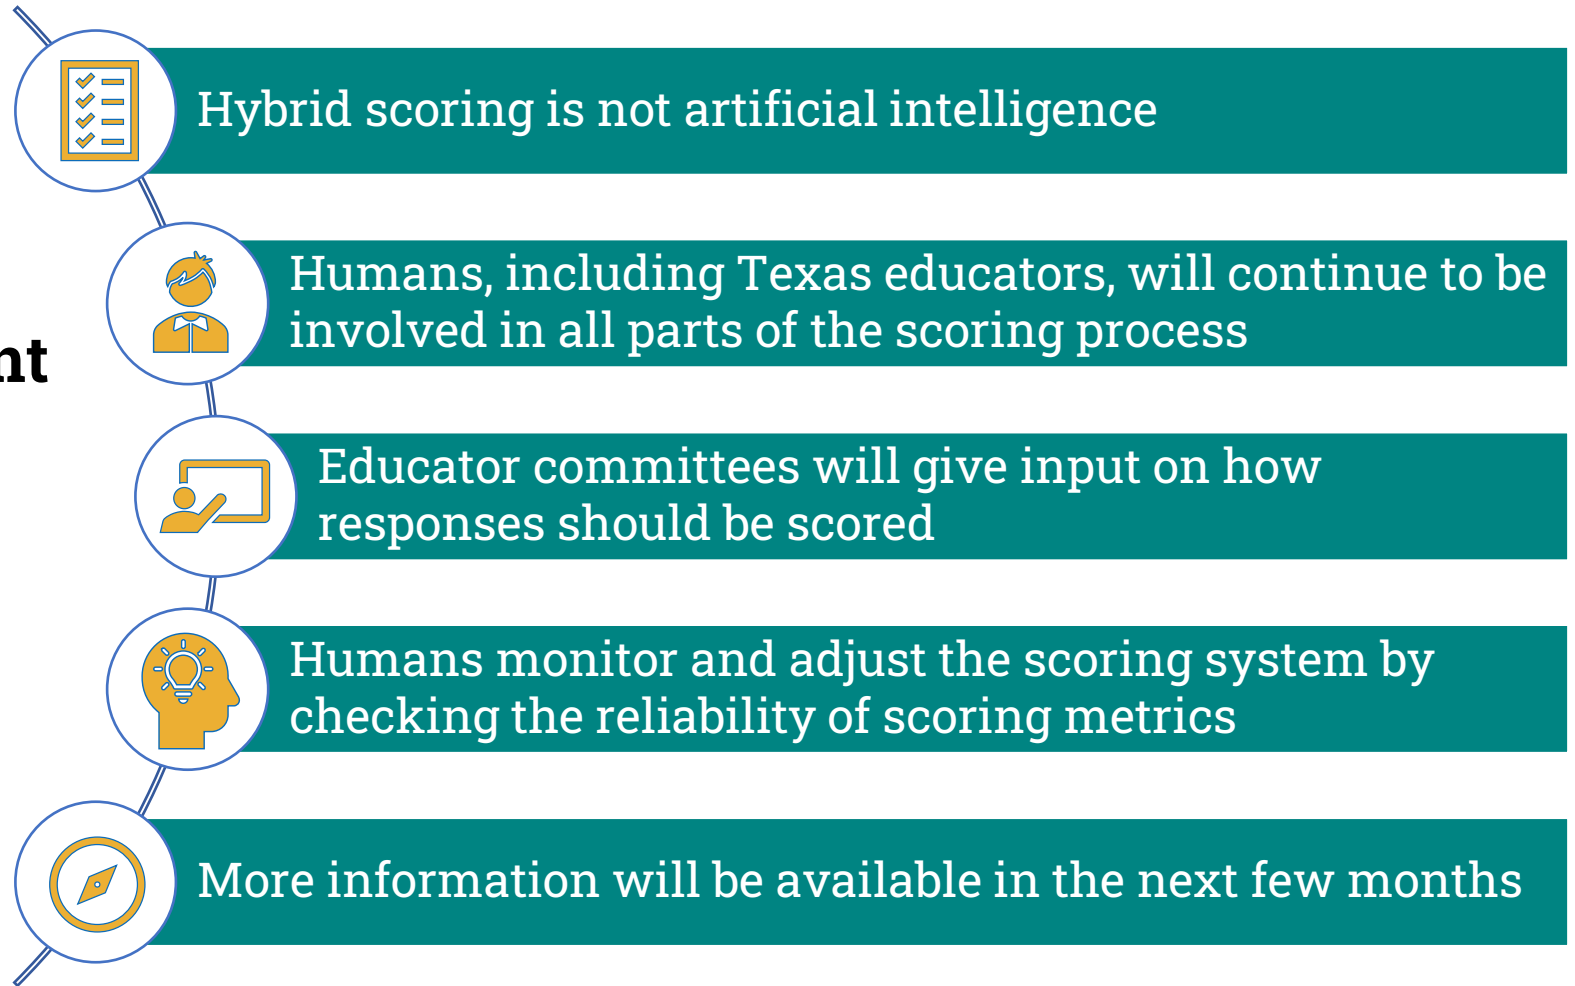 Hybrid scoring is not artificial intelligence
Humans, including Texas educators, will continue to be
involved in all parts of the scoring process
Educator committees will give input on how
responses should be scored
Humans monitor and adjust the scoring system by
checking the reliability of scoring metrics
More information will be available in the next few months